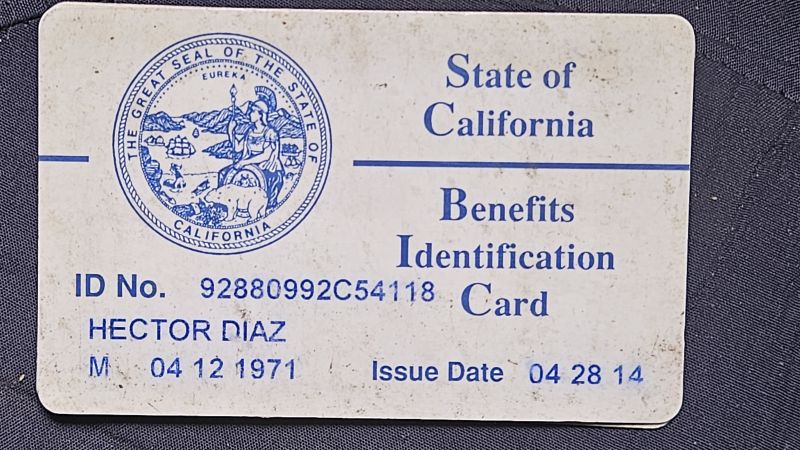 THE GREAT SEAL OF THE STATE OF CALIFORNIA
EUREKA
State of
California
Benefits
Identification
Card
ID No. 92880992C54118
HECTOR DIAZ
M 04 12 1971
Issue Date 04 28 14